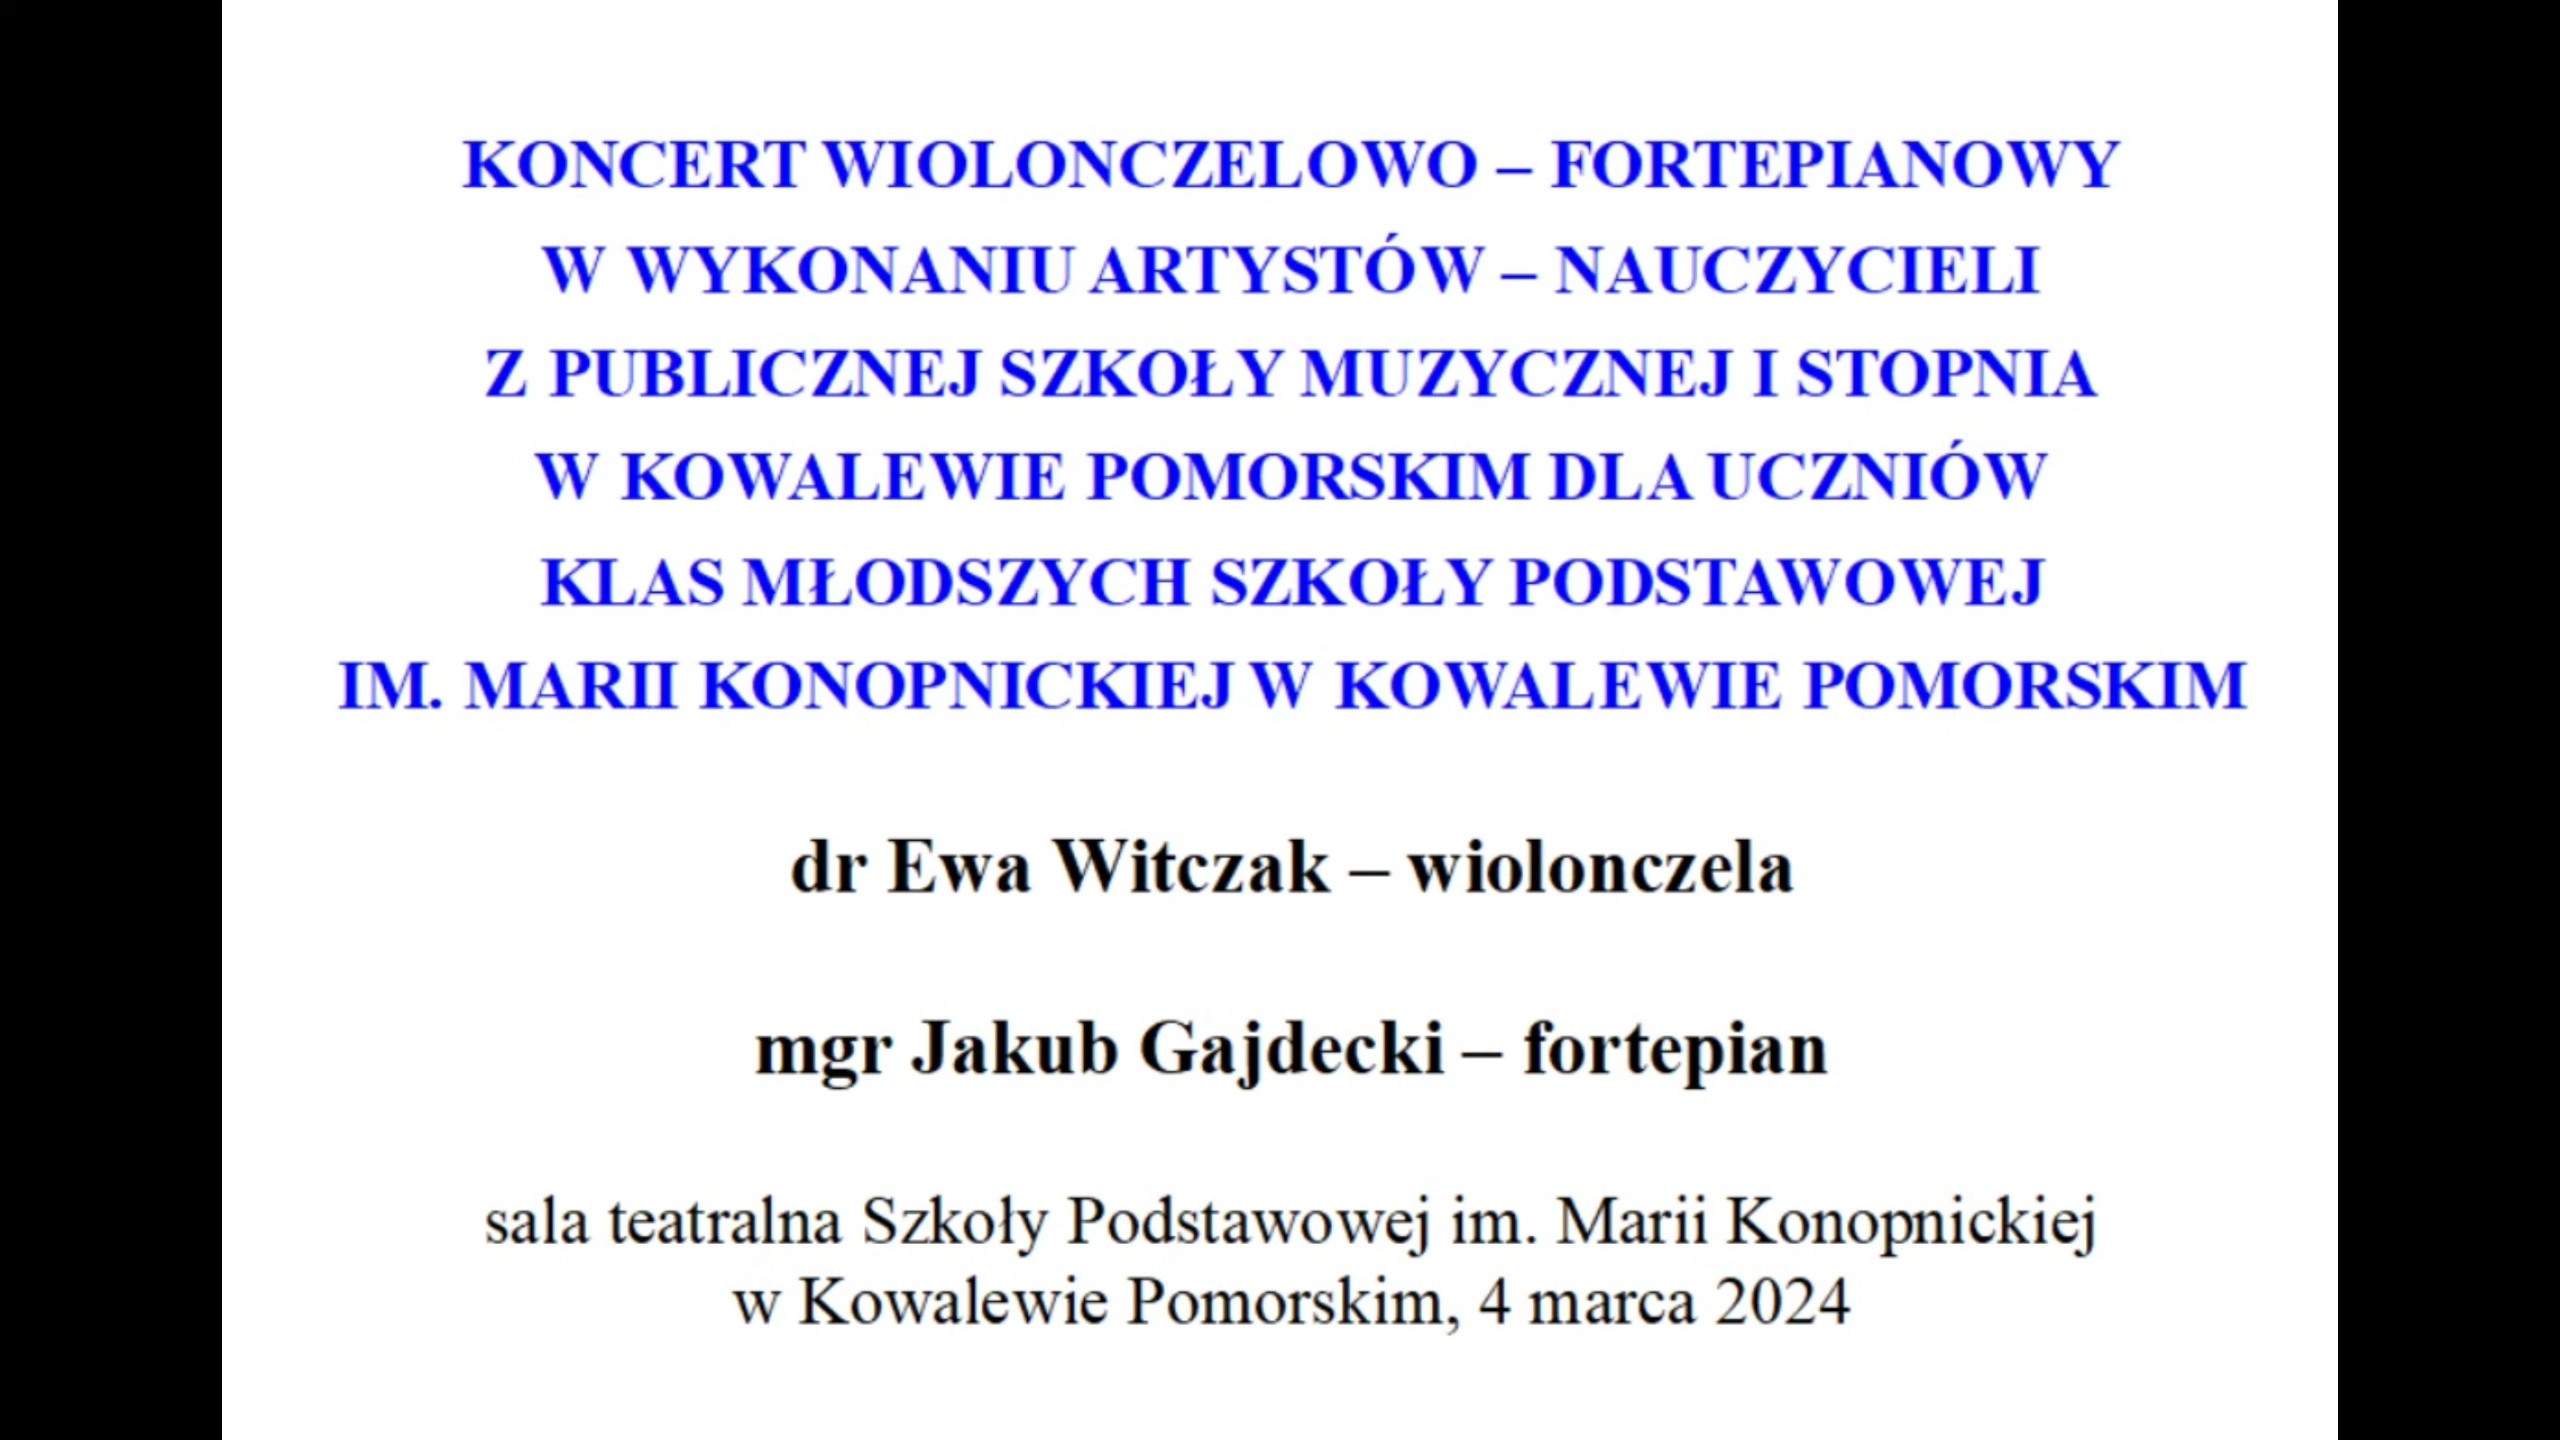 KONCERT WIOLONCZELOWO – FORTEPIANOWY
W WYKONANIU ARTYSTÓW – NAUCZYCIELI
Z PUBLICZNEJ SZKOŁY MUZYCZNEJ I STOPNIA
W KOWALEWIE POMORSKIM DLA UCZNIÓW
KLAS MŁODSZYCH SZKOŁY PODSTAWOWEJ
IM. MARII KONOPNICKIEJ W KOWALEWIE POMORSKIM
dr Ewa Witczak – wiolonczela
mgr Jakub Gajdecki – fortepian
sala teatralna Szkoły Podstawowej im. Marii Konopnickiej
w Kowalewie Pomorskim, 4 marca 2024